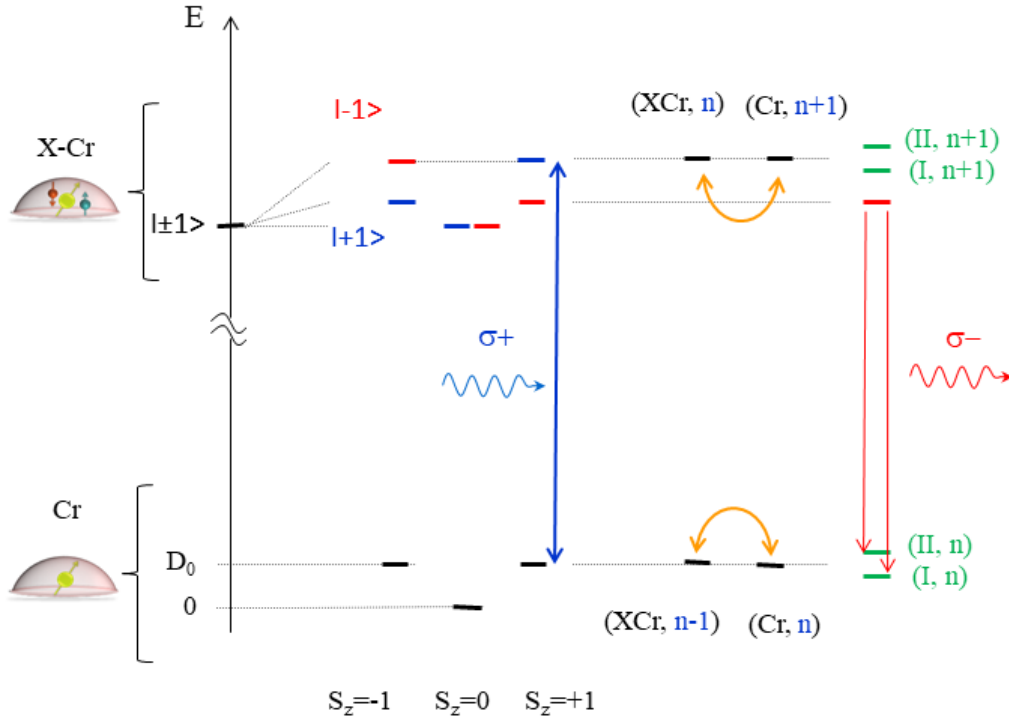 E
|-1>
(XCr, n) (Cr, n+1)
(II, n+1)
X-Cr
(I, n+1)
|±1>
|+1>
σ+
σ−
Cr
(II, n)
D0
(I, n)
0
(XCr, n-1) (Cr, n)
Sz=-1 Sz=0 Sz=+1